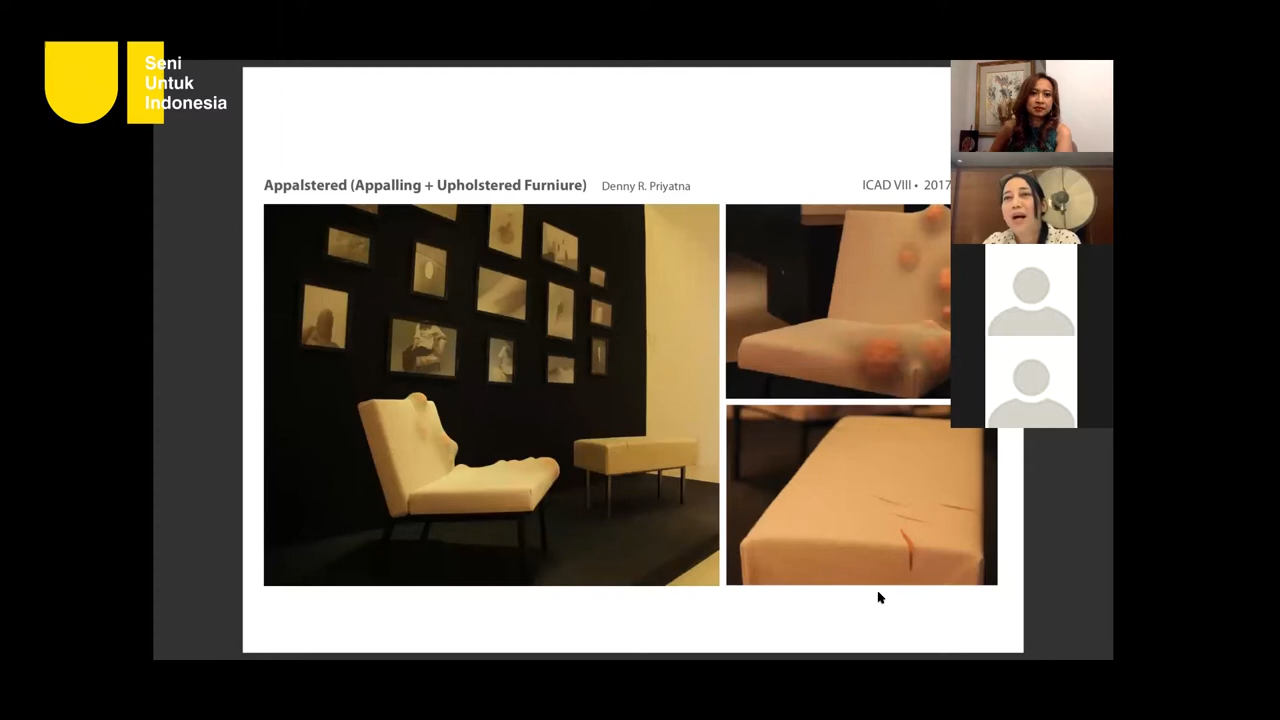 Seni
Untuk
Indonesia
Appalstered (Appalling + Upholstered Furniure) Denny R. Priyatna
ICAD VIII • 2017